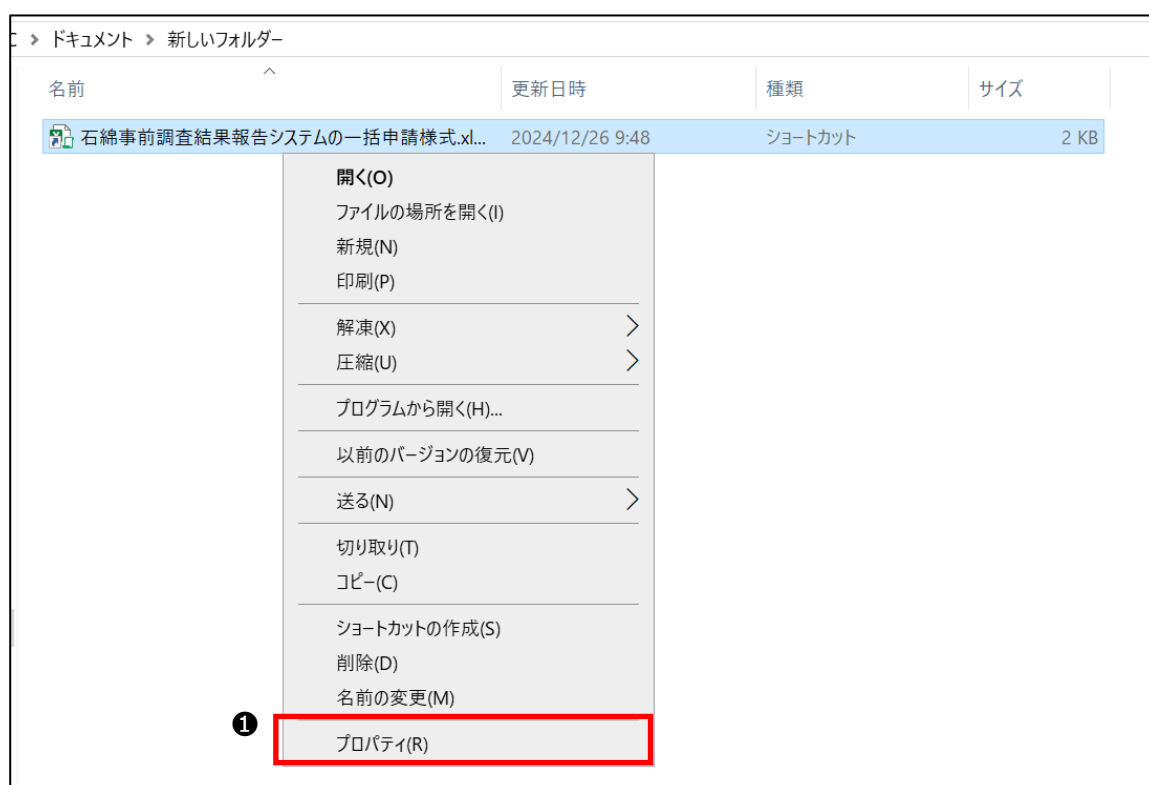 C > ドキュメント > 新しいフォルダー
名前 更新日時 種類 サイズ
石綿事前調査結果報告システムの一括申請様式.xl... 2024/12/26 9:48 ショートカット 2 KB
開く(O)
ファイルの場所を開く(I)
新規(N)
印刷(P)
解凍(X)
圧縮(U)
プログラムから開く(H)...
以前のバージョンの復元(V)
送る(N)
切り取り(T)
コピー(C)
ショートカットの作成(S)
削除(D)
名前の変更(M)
❶
プロパティ(R)